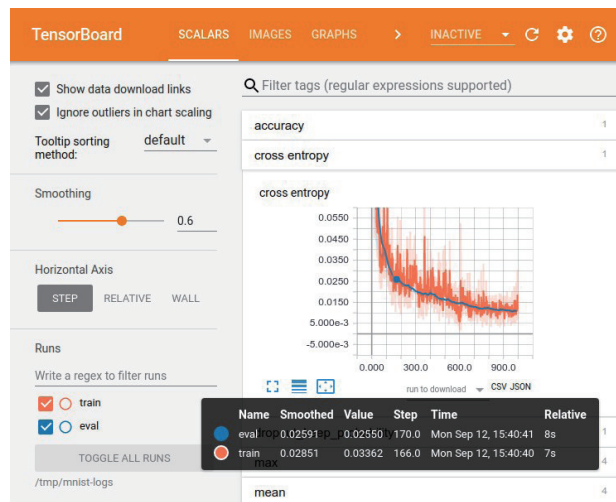 TensorBoard SCALARS IMAGES GRAPHS INACTIVE
Show data download links
Ignore outliers in chart scaling
Tooltip sorting method: default
Smoothing
0.6
Horizontal Axis
STEP RELATIVE WALL
Runs
Write a regex to filter runs
train
eval
TOGGLE ALL RUNS
/tmp/mnist-logs
Filter tags (regular expressions supported)
accuracy 1
cross entropy 1
cross entropy
0.0550
0.0450
0.0350
0.0250
0.0150
5.000e-3
-5.000e-3
0.000 300.0 600.0 900.0
run to download CSV JSON
Name Smoothed Value Step Time Relative
eval 0.02591 0.02550 170.0 Mon Sep 12, 15:40:41 8s
train 0.02851 0.03362 166.0 Mon Sep 12, 15:40:40 7s
1
max 4
mean 4